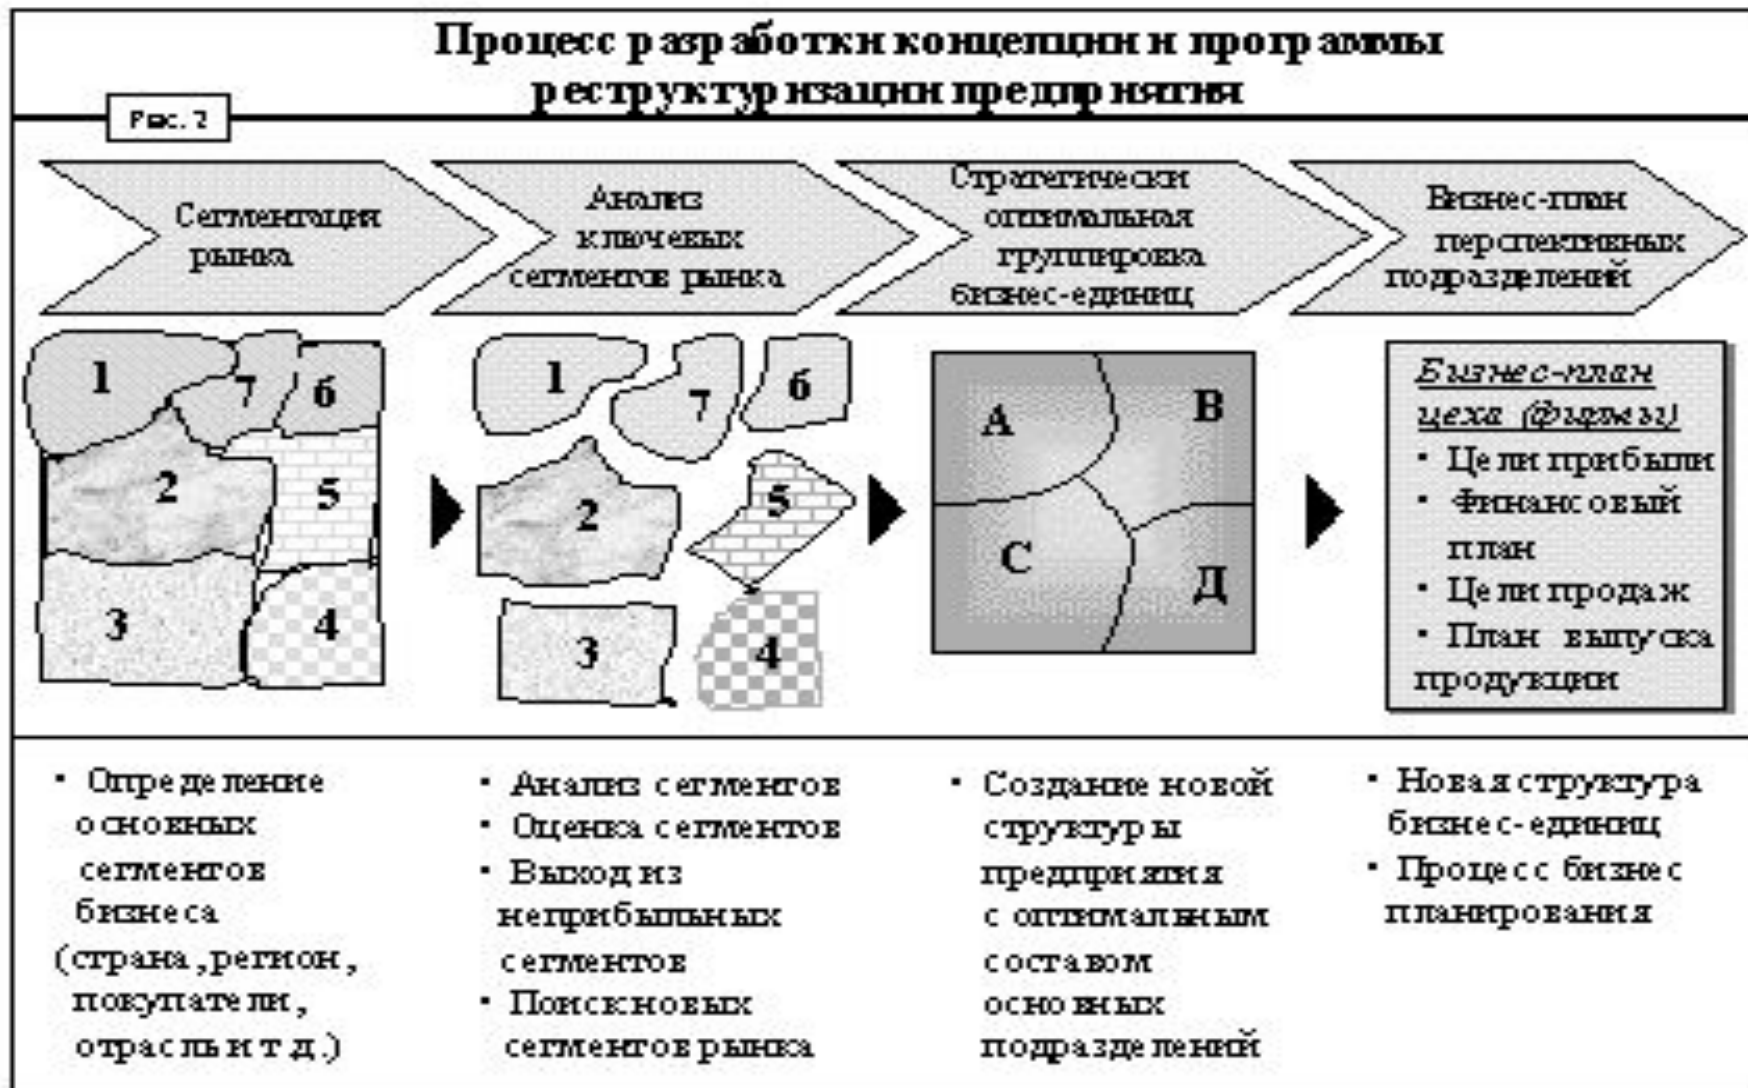 Процесс разработки концепции и программы
реструктуризации предприятия
Рис. 2
Сегментация
рынка
Анализ
ключевых
сегментов рынка
Стратегически
оптимальная
группировка
бизнес-единиц
Бизнес-план
перспективных
подразделений
1
7
6
2
5
3
4
1
7
6
2
5
3
4
А
В
С
Д
Бизнес-план
цеха (фирмы)
• Цели прибыли
• Финансовый
план
• Цели продаж
• План выпуска
продукции
• Определение
основных
сегментов
бизнеса
(страна, регион,
покупатели,
отрасль и т.д.)
• Анализ сегментов
• Оценка сегментов
• Выход из
неприбыльных
сегментов
• Поиск новых
сегментов рынка
• Создание новой
структуры
предприятия
с оптимальным
составом
основных
подразделений
• Новая структура
бизнес-единиц
• Процесс бизнес
планирования